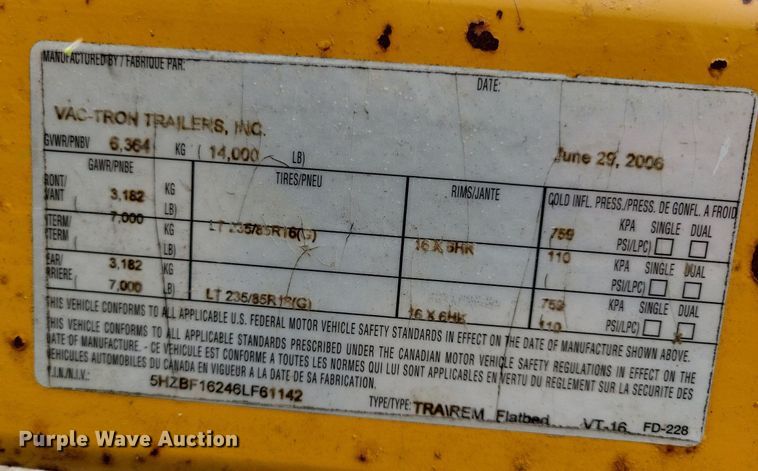 MANUFACTURED BY / FABRIQUE PAR: DATE:
VAC-TRON TRAILERS, INC.
June 29, 2006
GVWR/PNBV 6,364 KG ( 14,000 LB)
GAWR/PNBE TIRES/PNEU RIMS/JANTE COLD INFL. PRESS./PRESS. DE GONFL. A FROID
3,182 KG KPA SINGLE DUAL
7,000 LB) LT 235/85R16(G) 16 X 6HK 110 PSI/LPC)
KG KPA SINGLE DUAL
LB) ( PSI/LPC)
3,182 KG KPA SINGLE DUAL
( 7,000 LB) LT 235/85R16(G) 16 X 6HK 110 PSI/LPC)
THIS VEHICLE CONFORMS TO ALL APPLICABLE U.S. FEDERAL MOTOR VEHICLE SAFETY STANDARDS IN EFFECT ON THE DATE OF MANUFACTURE SHOWN ABOVE.
THIS VEHICLE CONFORMS TO ALL APPLICABLE STANDARDS PRESCRIBED UNDER THE CANADIAN MOTOR VEHICLE SAFETY REGULATIONS IN EFFECT ON THE
DATE OF MANUFACTURE. - CE VEHICULE EST CONFORME A TOUTES LES NORMES QUI LUI SONT APPLICABLES EN VERTU DU REGLEMENT SUR LA SECURITE DES
VEHICULES AUTOMOBILES DU CANADA EN VIGUEUR A LA DATE DE SA FABRICATION.
V.I.N./N.I.V.: 5HZBF16246LF61142 TYPE/TYPE: TRA/REM Flatbed VT-16 FD-228
Purple Wave Auction